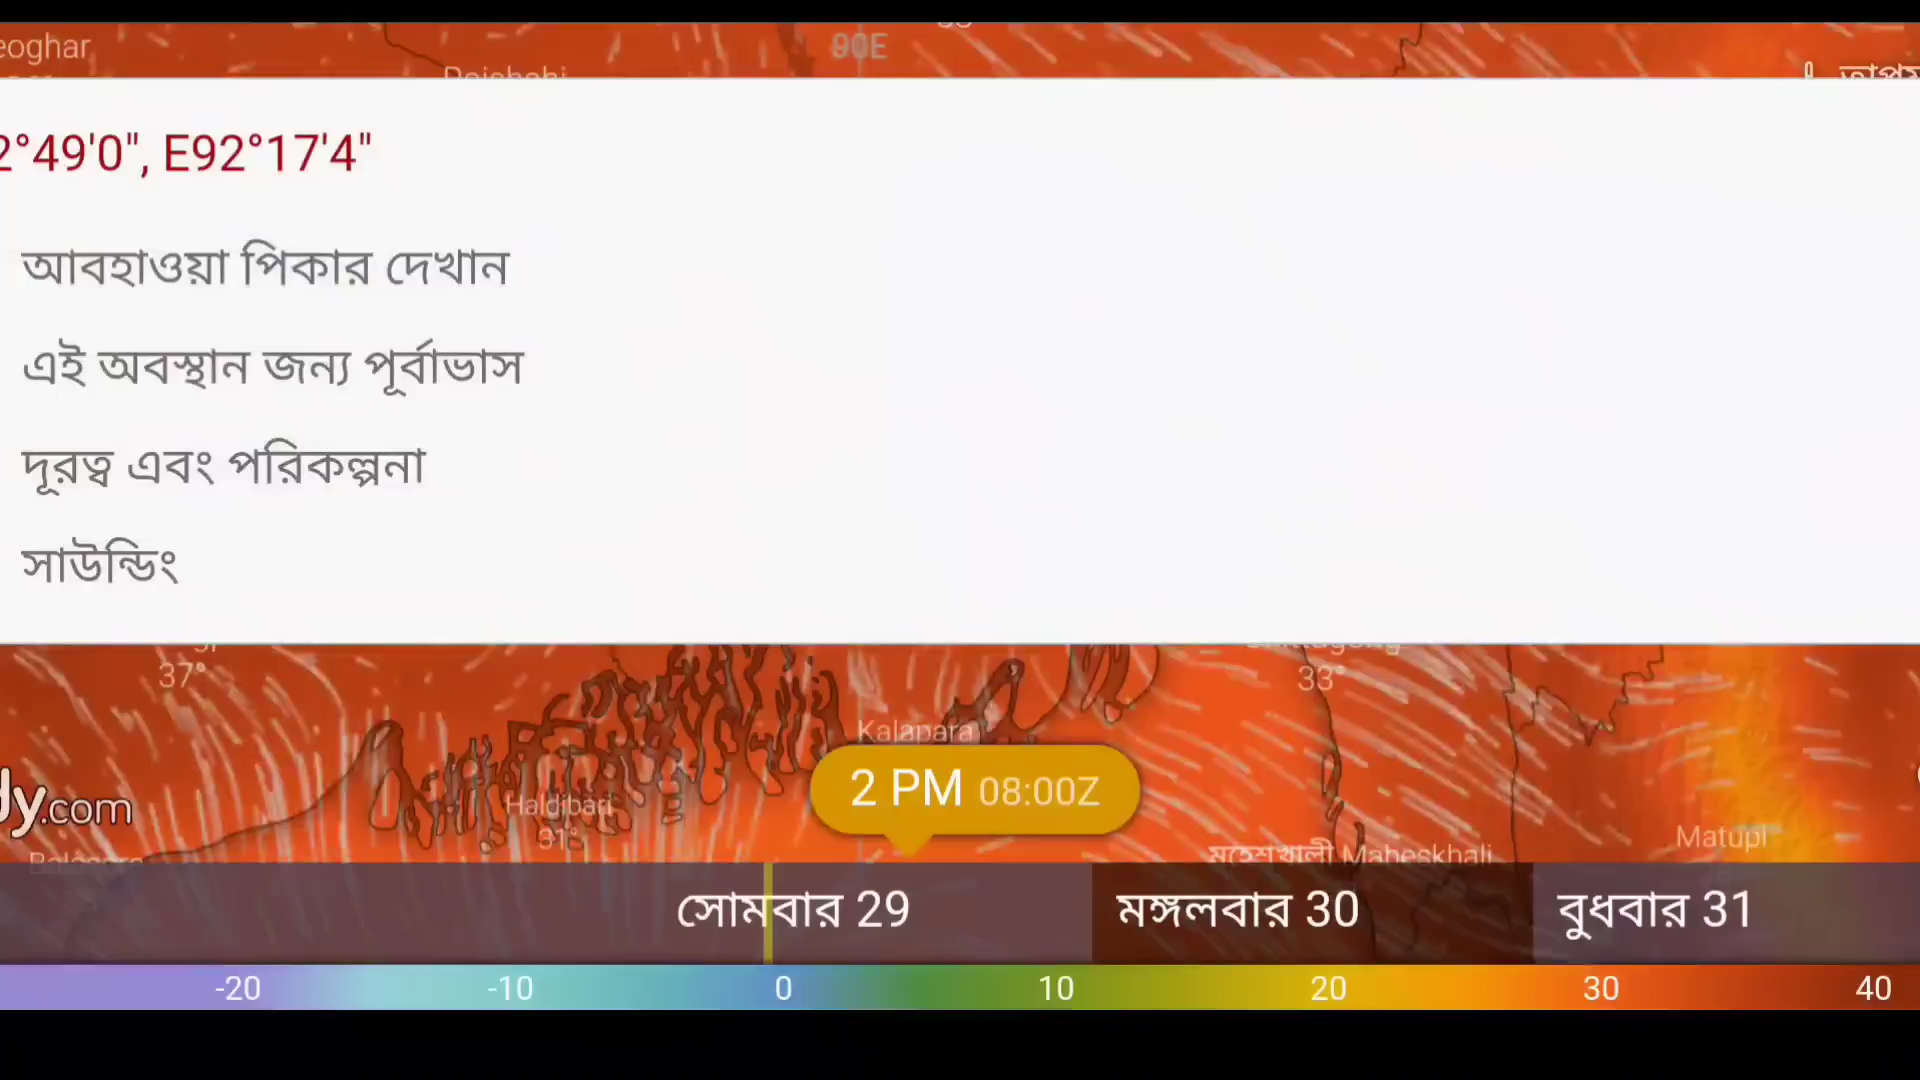 90E
2°49'0", E92°17'4"
আবহাওয়া পিকার দেখান
এই অবস্থান জন্য পূর্বাভাস
দূরত্ব এবং পরিকল্পনা
সাউন্ডিং
37°
33°
Kalapara
2 PM 08:00Z
dy.com
Haldibari
31°
Matupi
মহেশখালী Maheskhali
সোমবার 29
মঙ্গলবার 30
বুধবার 31
-20 -10 0 10 20 30 40